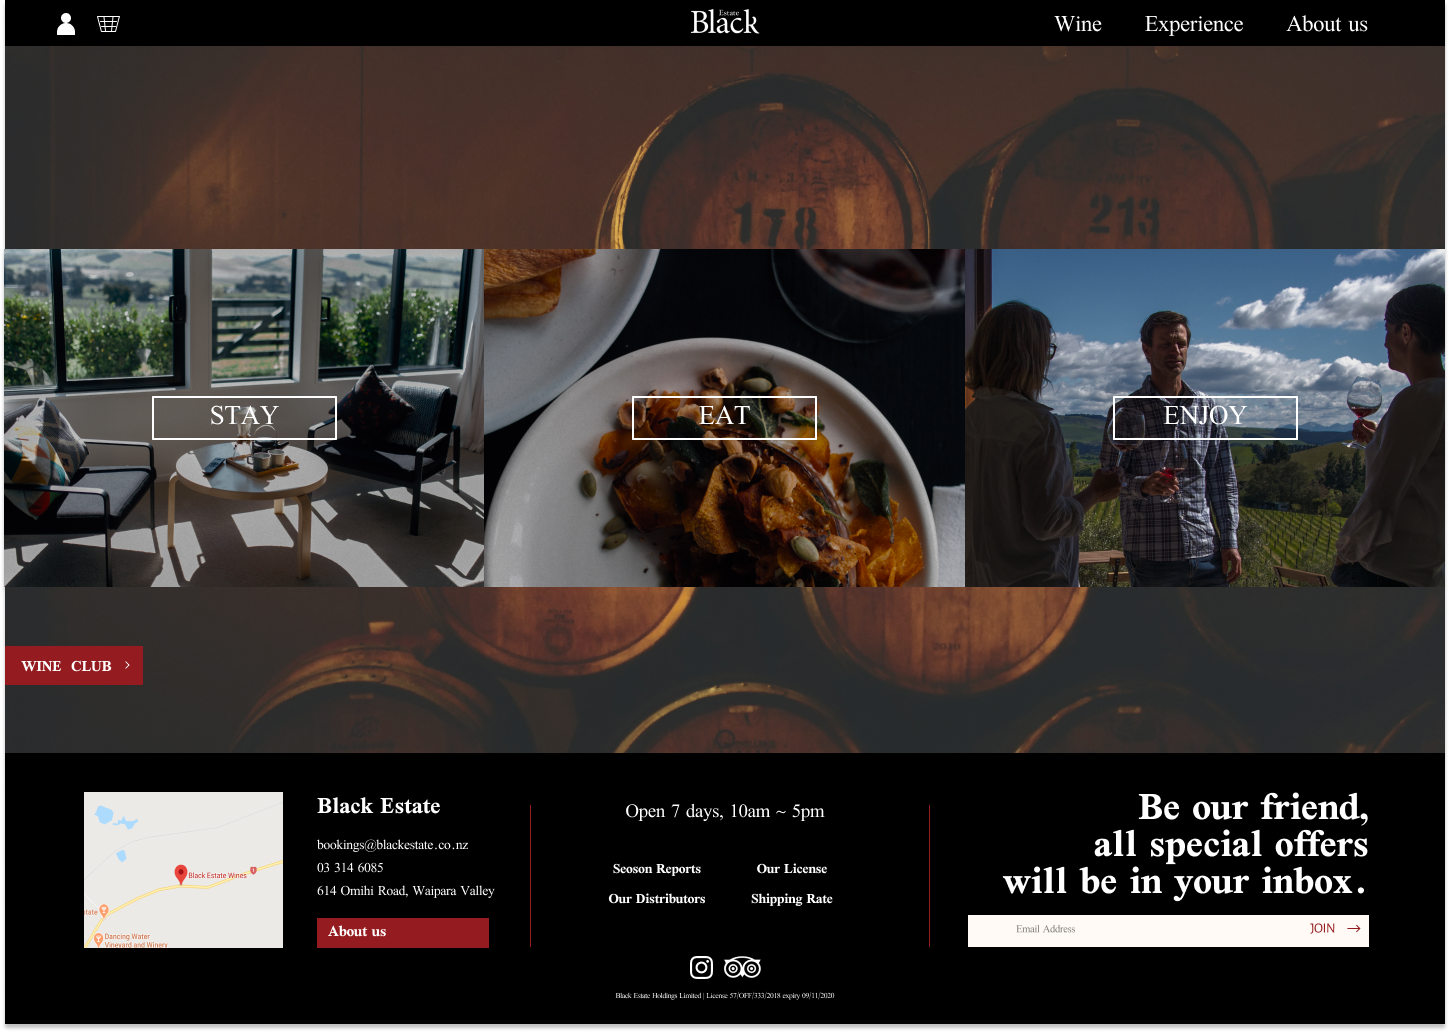 Estate
Black
Wine Experience About us
178
213
STAY
EAT
ENJOY
2010
WINE CLUB
Black Estate
bookings@blackestate.co.nz
03 314 6085
614 Omihi Road, Waipara Valley
About us
Black Estate Wines
tate
Dancing Water
Vineyard and Winery
Open 7 days, 10am ~ 5pm
Seoson Reports
Our License
Our Distributors
Shipping Rate
Black Estate Holdings Limited | License 57/OFF/333/2018 expiry 09/11/2020
Be our friend,
all special offers
will be in your inbox.
Email Address
JOIN